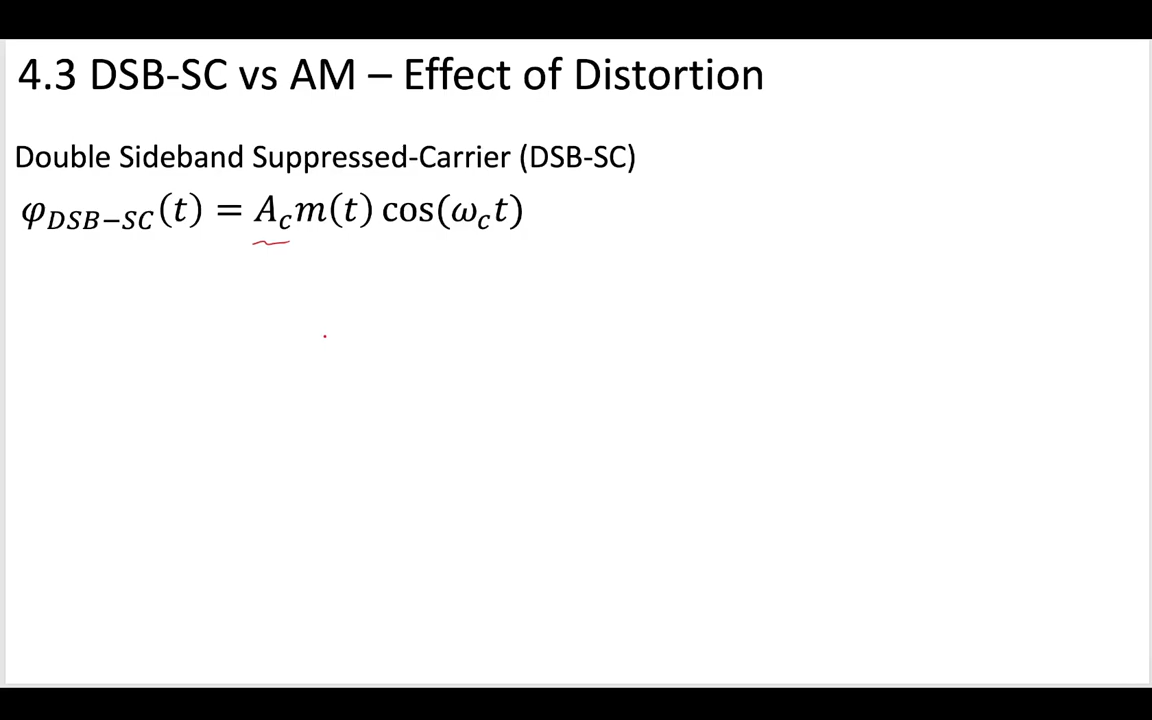 4.3 DSB-SC vs AM – Effect of Distortion
Double Sideband Suppressed-Carrier (DSB-SC)
𝜑_{DSB−SC}(t) = A_c m(t) cos(ω_c t)